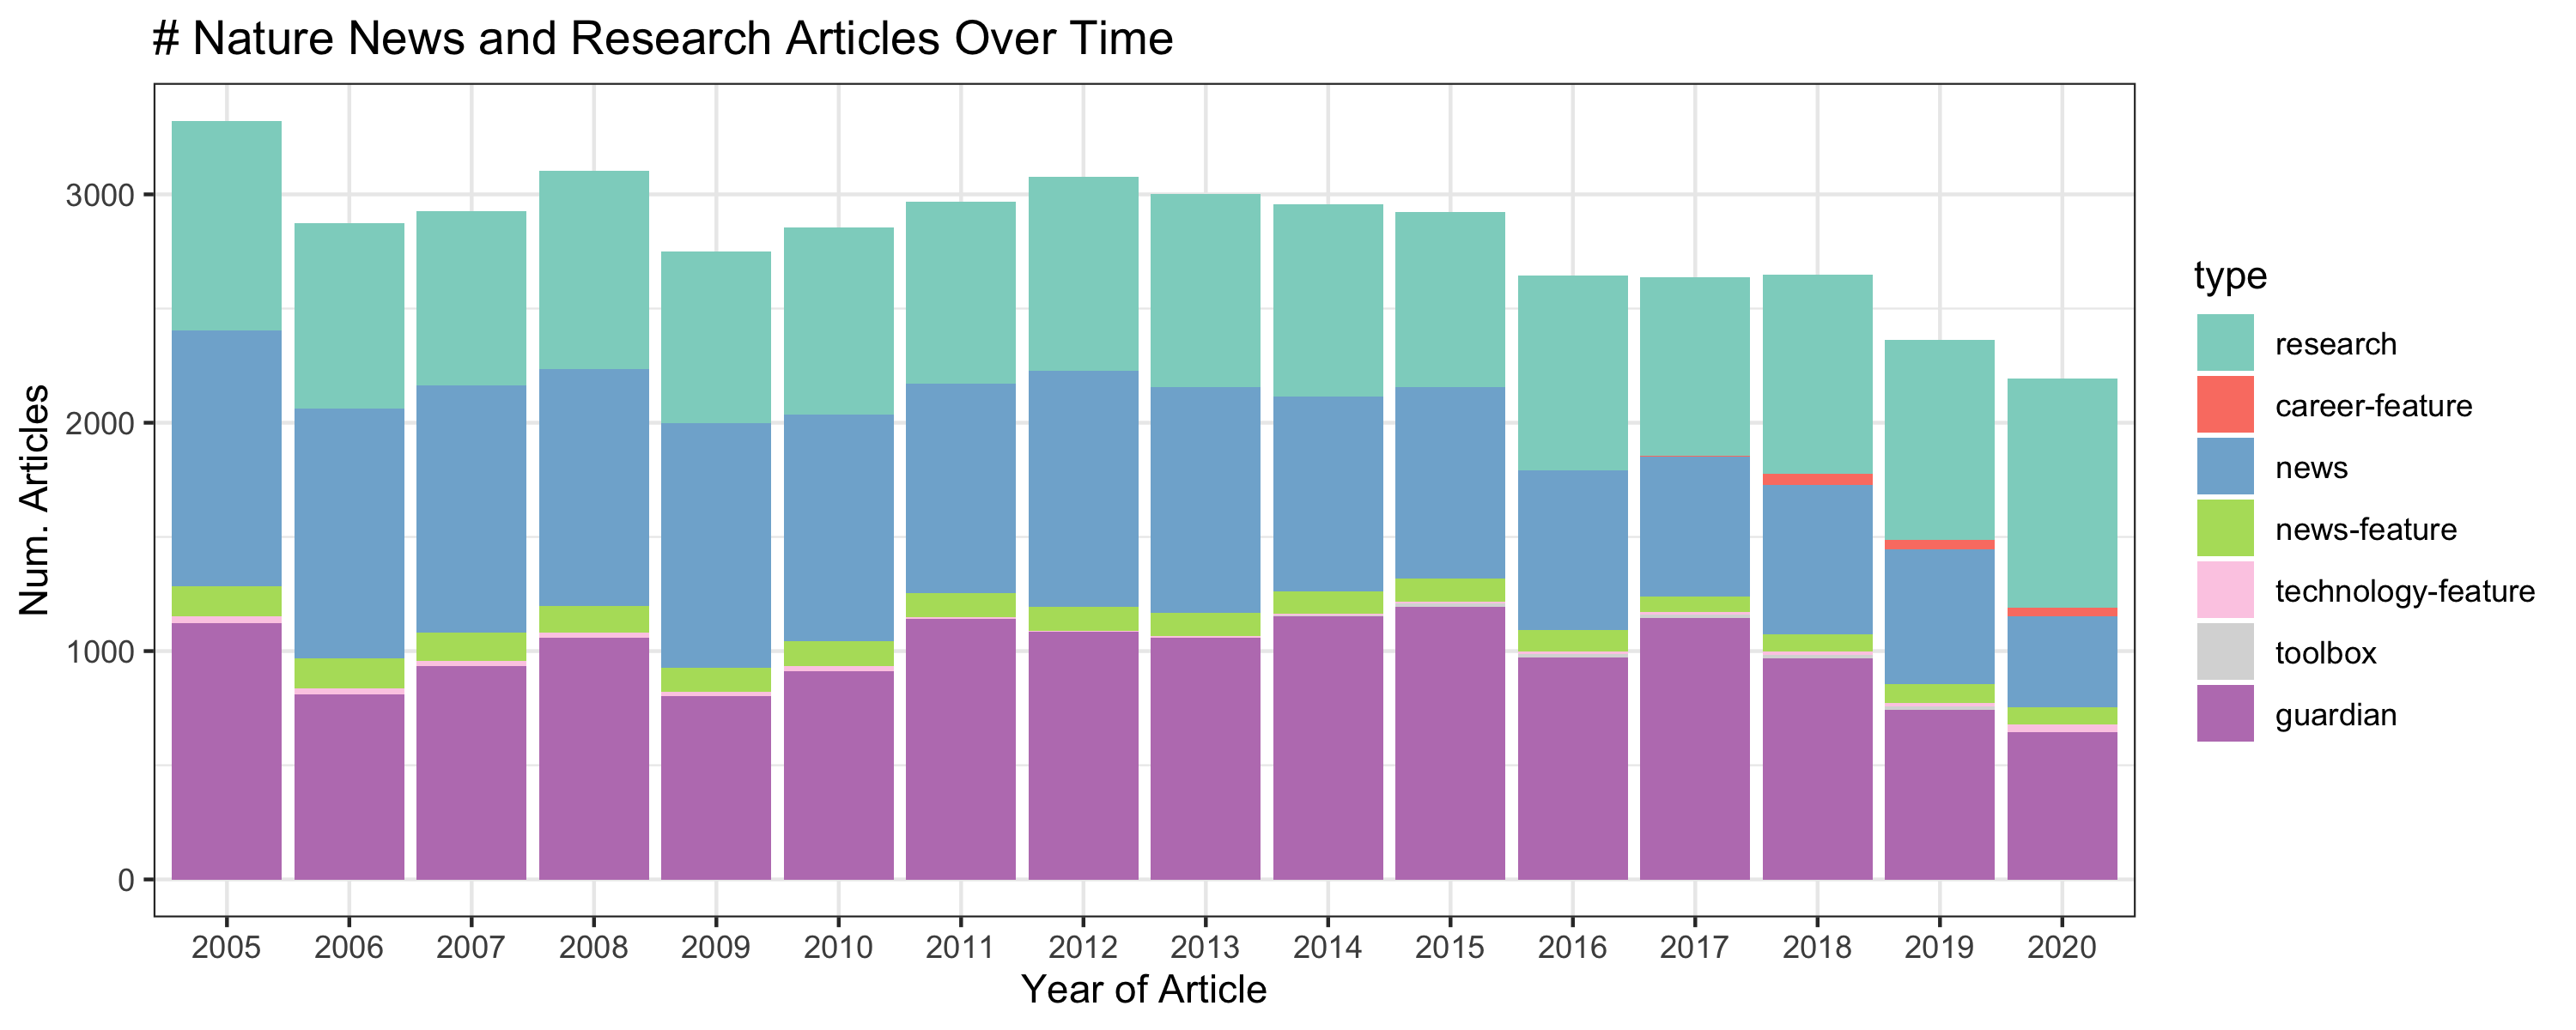 # Nature News and Research Articles Over Time
Num. Articles
3000
2000
1000
0
2005 2006 2007 2008 2009 2010 2011 2012 2013 2014 2015 2016 2017 2018 2019 2020
Year of Article
type
research
career-feature
news
news-feature
technology-feature
toolbox
guardian